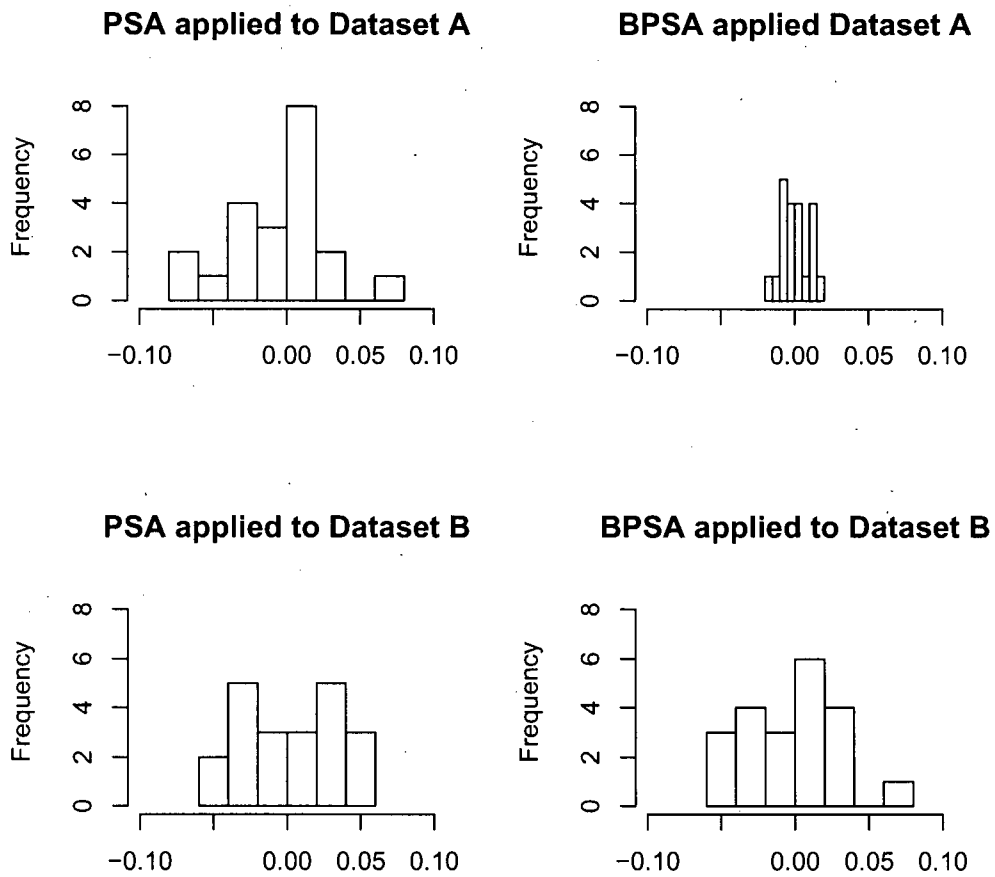 PSA applied to Dataset A
Frequency
0 2 4 6 8
−0.10 0.00 0.05 0.10
BPSA applied Dataset A
Frequency
0 2 4 6 8
−0.10 0.00 0.05 0.10
PSA applied to Dataset B
Frequency
0 2 4 6 8
−0.10 0.00 0.05 0.10
BPSA applied to Dataset B
Frequency
0 2 4 6 8
−0.10 0.00 0.05 0.10